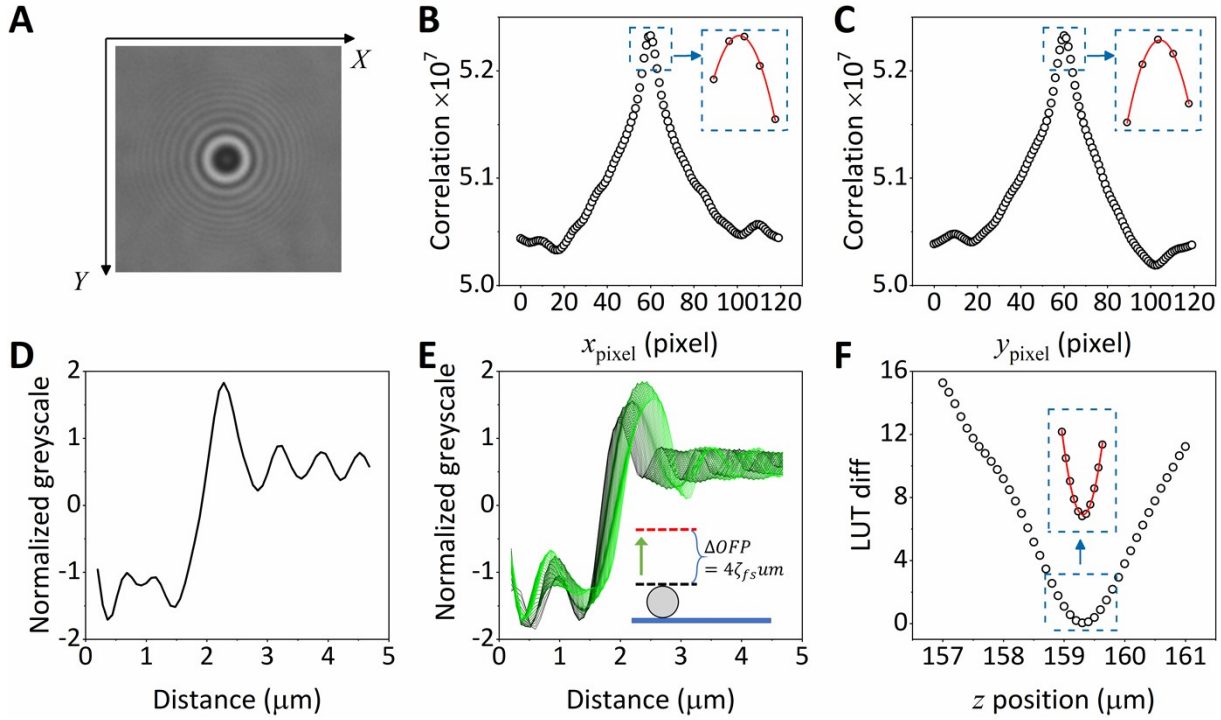 A
X
Y
B
Correlation ×10⁷
5.2
5.1
5.0
0 20 40 60 80 100 120
x_pixel (pixel)
C
Correlation ×10⁷
5.2
5.1
5.0
0 20 40 60 80 100 120
y_pixel (pixel)
D
Normalized greyscale
2
1
0
-1
-2
0 1 2 3 4 5
Distance (μm)
E
Normalized greyscale
2
1
0
-1
-2
ΔOFP
= 4ζ_fs um
0 1 2 3 4 5
Distance (μm)
F
LUT diff
16
12
8
4
0
157 158 159 160 161
z position (μm)